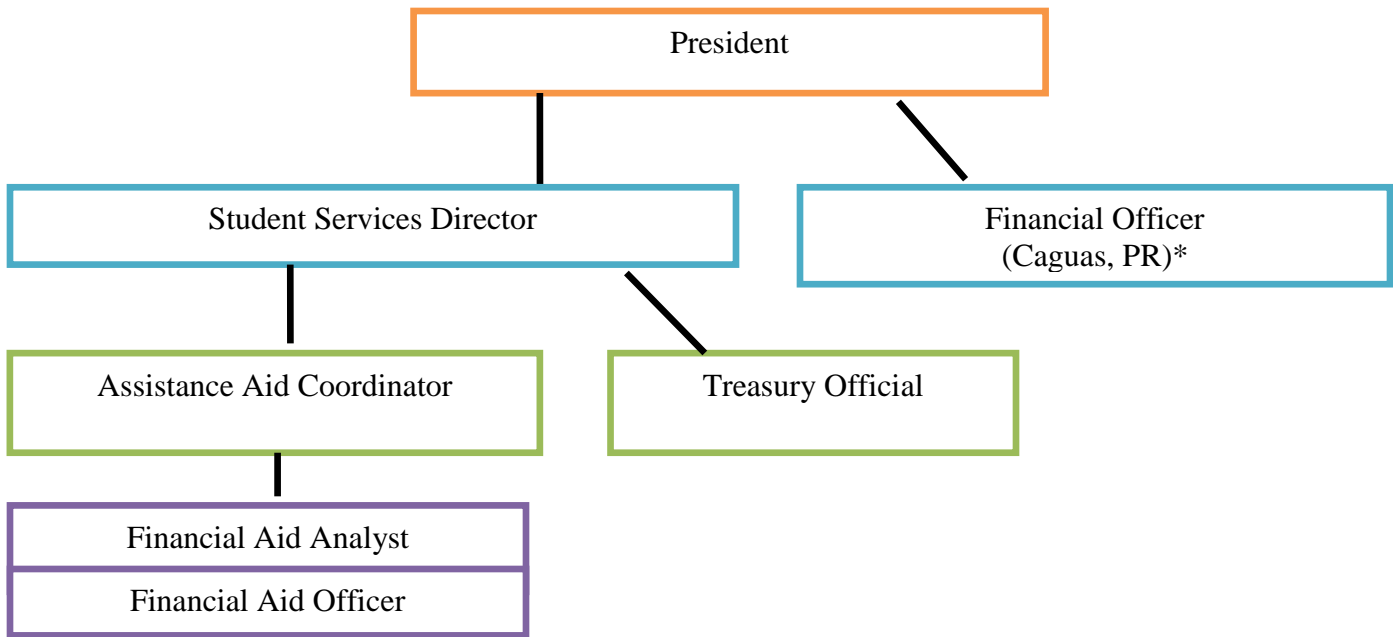 President
Student Services Director
Financial Officer
(Caguas, PR)*
Assistance Aid Coordinator
Treasury Official
Financial Aid Analyst
Financial Aid Officer